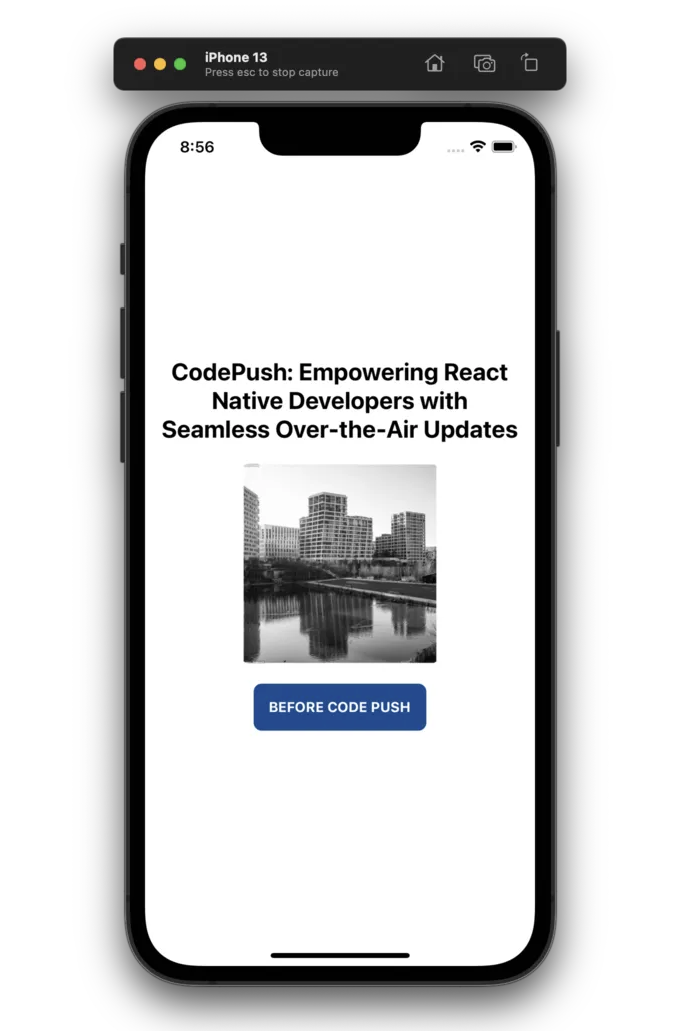 iPhone 13
Press esc to stop capture
8:56
CodePush: Empowering React
Native Developers with
Seamless Over-the-Air Updates
BEFORE CODE PUSH